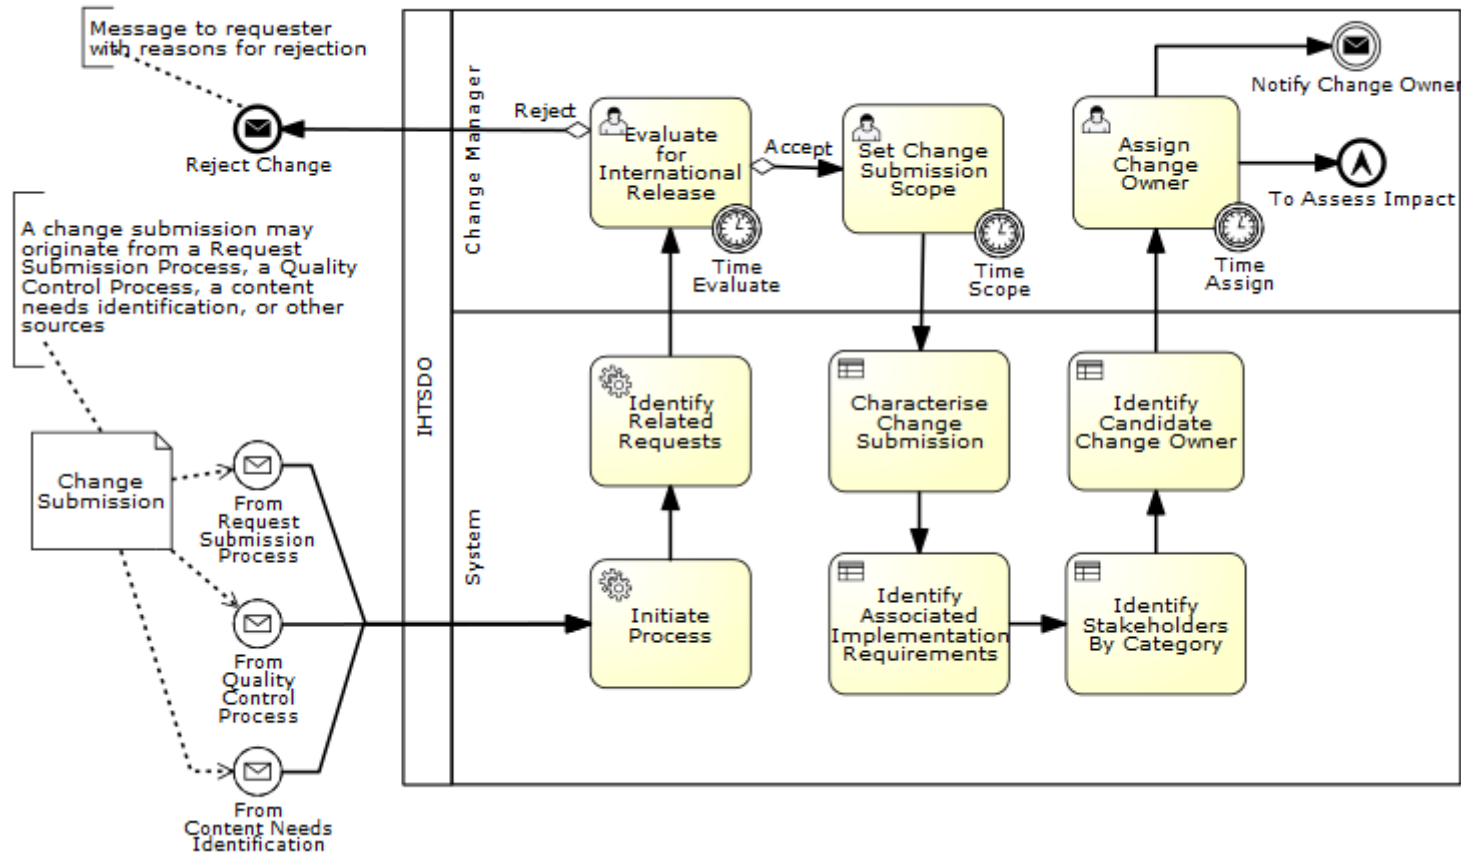 Message to requester
with reasons for rejection
Reject Change
A change submission may
originate from a Request
Submission Process, a Quality
Control Process, a content
needs identification, or other
sources
Change
Submission
From
Request
Submission
Process
From
Quality
Control
Process
From
Content Needs
Identification
IHTSDO
Change Manager
Reject
Evaluate
for
International
Release
Time
Evaluate
Accept
Set Change
Submission
Scope
Time
Scope
Assign
Change
Owner
Time
Assign
Notify Change Owner
To Assess Impact
System
Identify
Related
Requests
Initiate
Process
Characterise
Change
Submission
Identify
Associated
Implementation
Requirements
Identify
Candidate
Change Owner
Identify
Stakeholders
By Category